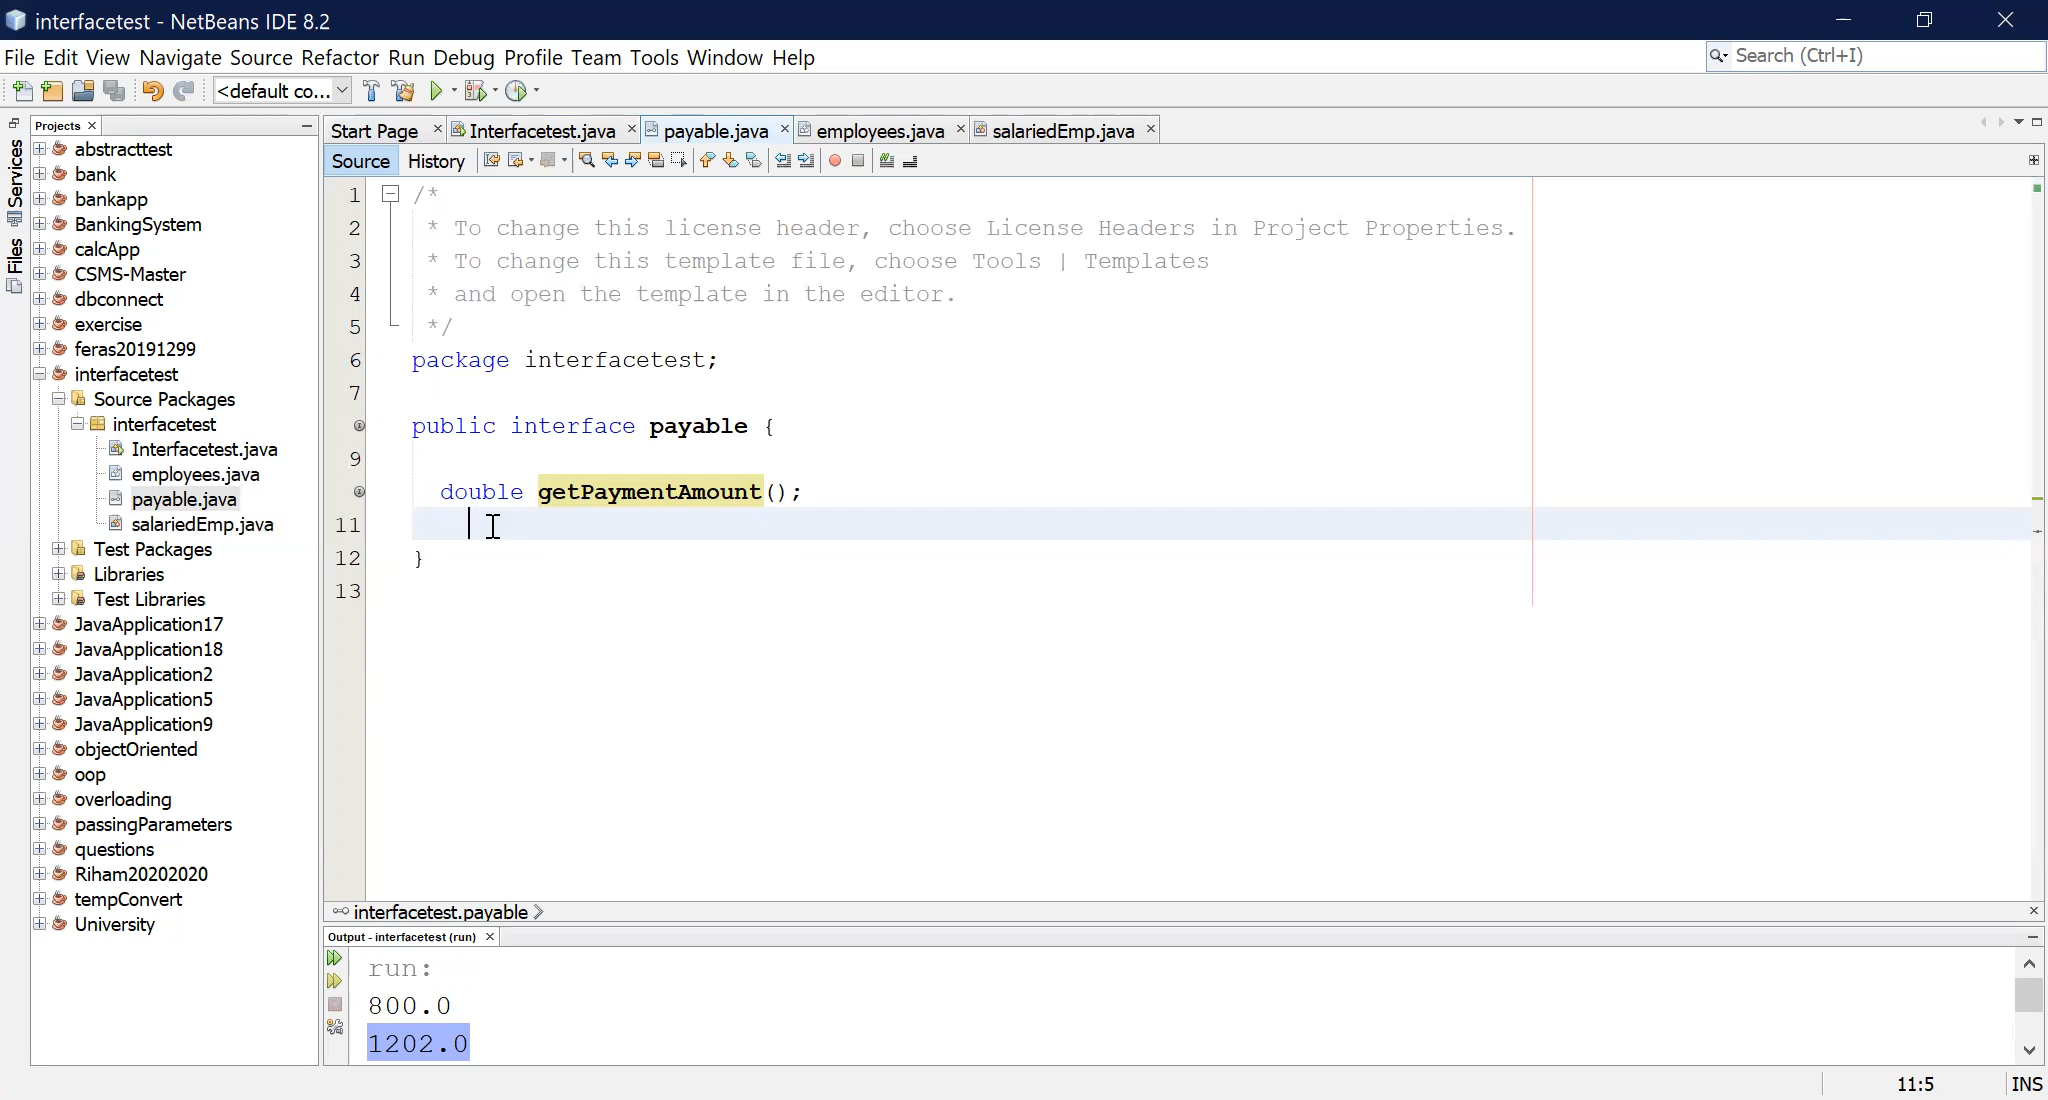 interfacetest - NetBeans IDE 8.2
File Edit View Navigate Source Refactor Run Debug Profile Team Tools Window Help
Search (Ctrl+I)
<default co...
Services
Files
Projects
abstracttest
bank
bankapp
BankingSystem
calcApp
CSMS-Master
dbconnect
exercise
feras20191299
interfacetest
Source Packages
interfacetest
Interfacetest.java
employees.java
payable.java
salariedEmp.java
Test Packages
Libraries
Test Libraries
JavaApplication17
JavaApplication18
JavaApplication2
JavaApplication5
JavaApplication9
objectOriented
oop
overloading
passingParameters
questions
Riham20202020
tempConvert
University
Start Page Interfacetest.java payable.java employees.java salariedEmp.java
Source History
1 /*
2 * To change this license header, choose License Headers in Project Properties.
3 * To change this template file, choose Tools | Templates
4 * and open the template in the editor.
5 */
6 package interfacetest;
7
public interface payable {
9
double getPaymentAmount();
11
12 }
13
interfacetest.payable
Output - interfacetest (run)
run:
800.0
1202.0
11:5 INS